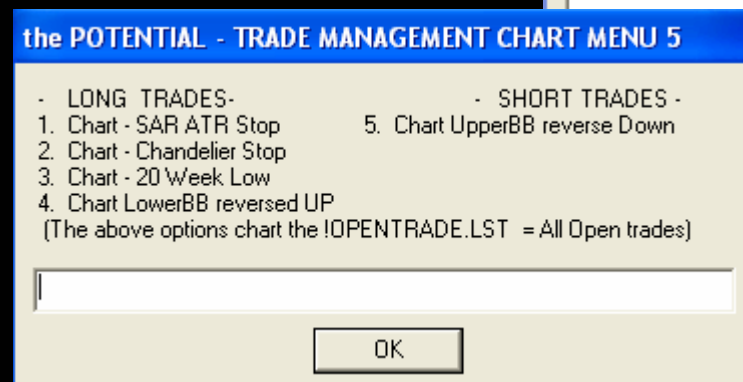 the POTENTIAL - TRADE MANAGEMENT CHART MENU 5
- LONG TRADES- - SHORT TRADES -
1. Chart - SAR ATR Stop 5. Chart UpperBB reverse Down
2. Chart - Chandelier Stop
3. Chart - 20 Week Low
4. Chart LowerBB reversed UP
(The above options chart the !OPENTRADE.LST = All Open trades)
OK